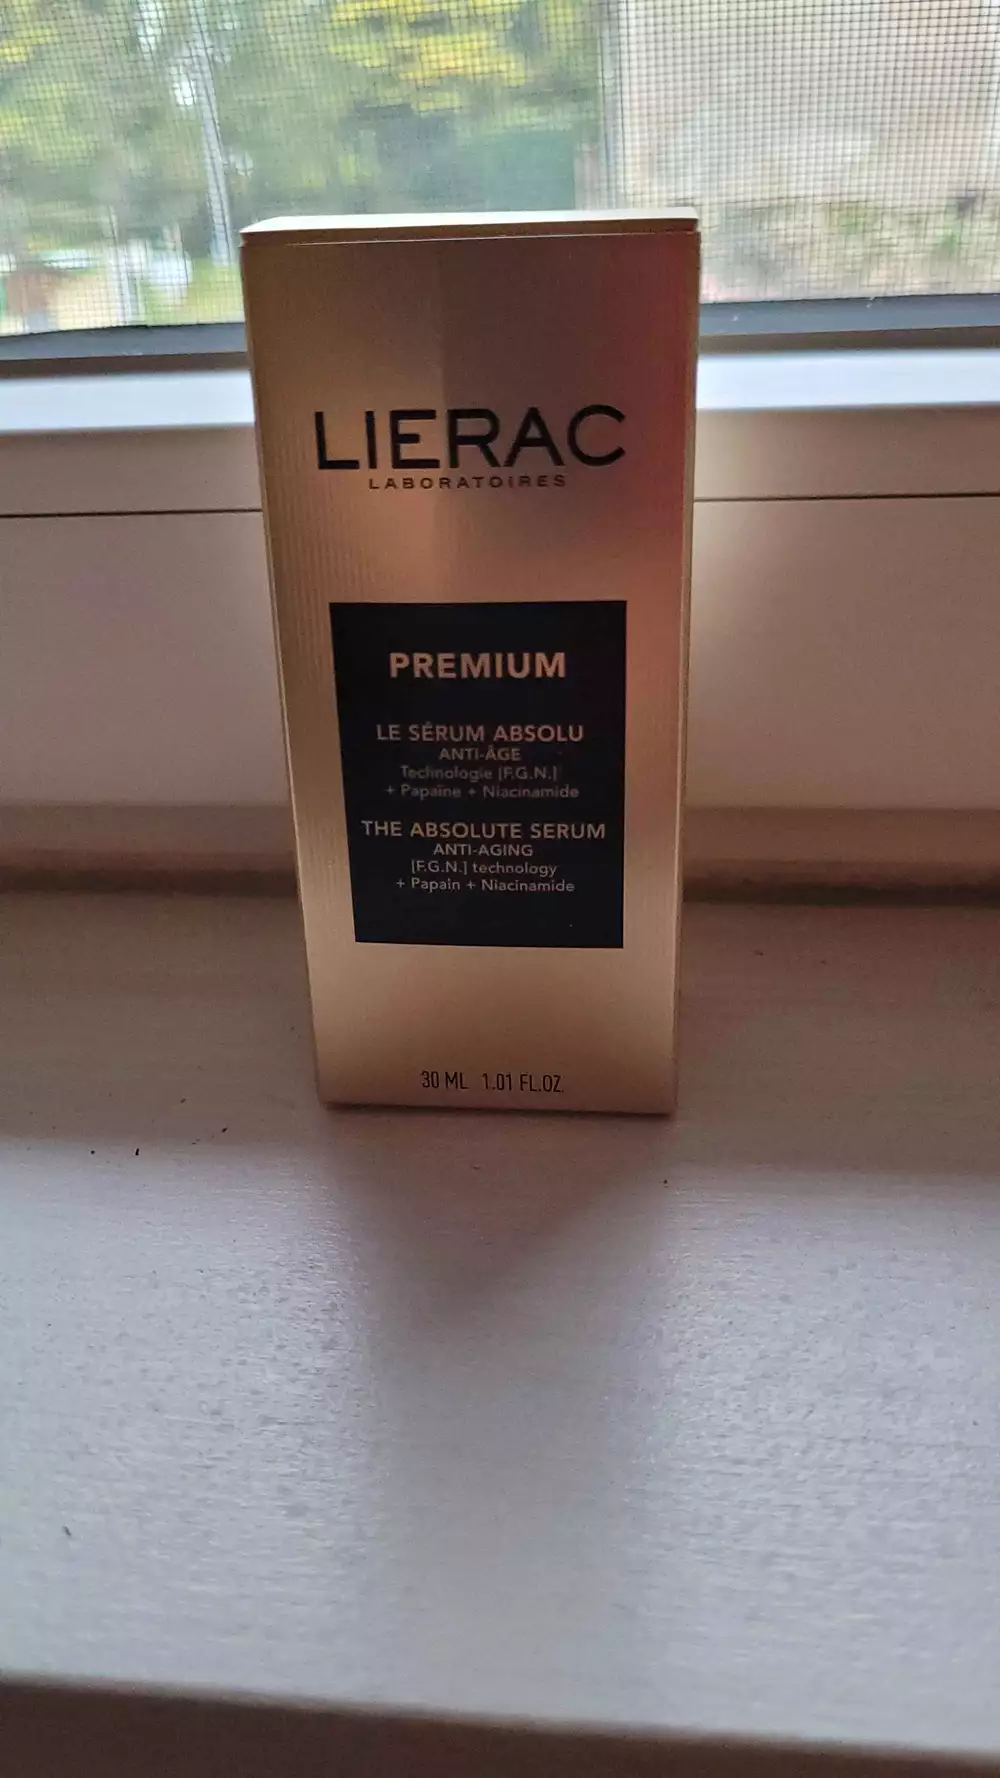 LIERAC
LABORATOIRES
PREMIUM
LE SÉRUM ABSOLU
ANTI-ÂGE
Technologie [F.G.N.]
+ Papaïne + Niacinamide
THE ABSOLUTE SERUM
ANTI-AGING
[F.G.N.] technology
+ Papain + Niacinamide
30 ML 1.01 FL.OZ.